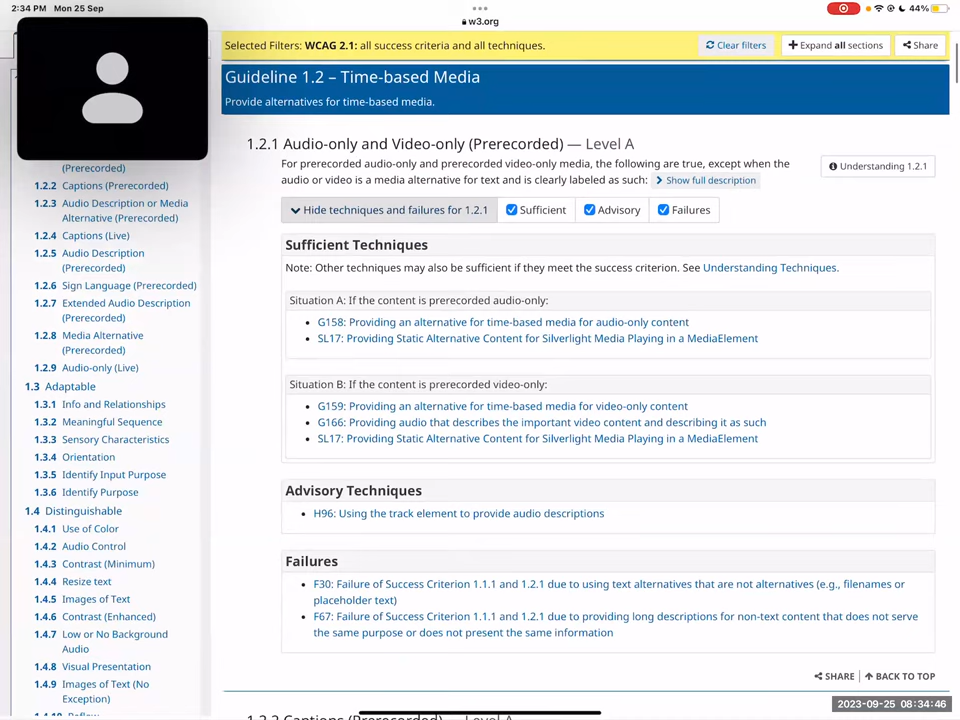 2:34 PM Mon 25 Sep
44%
w3.org
Selected Filters: WCAG 2.1: all success criteria and all techniques.
Clear filters
Expand all sections
Share
Guideline 1.2 – Time-based Media
Provide alternatives for time-based media.
(Prerecorded)
1.2.2 Captions (Prerecorded)
1.2.3 Audio Description or Media
Alternative (Prerecorded)
1.2.4 Captions (Live)
1.2.5 Audio Description
(Prerecorded)
1.2.6 Sign Language (Prerecorded)
1.2.7 Extended Audio Description
(Prerecorded)
1.2.8 Media Alternative
(Prerecorded)
1.2.9 Audio-only (Live)
1.3 Adaptable
1.3.1 Info and Relationships
1.3.2 Meaningful Sequence
1.3.3 Sensory Characteristics
1.3.4 Orientation
1.3.5 Identify Input Purpose
1.3.6 Identify Purpose
1.4 Distinguishable
1.4.1 Use of Color
1.4.2 Audio Control
1.4.3 Contrast (Minimum)
1.4.4 Resize text
1.4.5 Images of Text
1.4.6 Contrast (Enhanced)
1.4.7 Low or No Background
Audio
1.4.8 Visual Presentation
1.4.9 Images of Text (No
Exception)
1.4.10 Reflow
1.2.1 Audio-only and Video-only (Prerecorded) — Level A
For prerecorded audio-only and prerecorded video-only media, the following are true, except when the
audio or video is a media alternative for text and is clearly labeled as such: Show full description
Understanding 1.2.1
Hide techniques and failures for 1.2.1
Sufficient
Advisory
Failures
Sufficient Techniques
Note: Other techniques may also be sufficient if they meet the success criterion. See Understanding Techniques.
Situation A: If the content is prerecorded audio-only:
• G158: Providing an alternative for time-based media for audio-only content
• SL17: Providing Static Alternative Content for Silverlight Media Playing in a MediaElement
Situation B: If the content is prerecorded video-only:
• G159: Providing an alternative for time-based media for video-only content
• G166: Providing audio that describes the important video content and describing it as such
• SL17: Providing Static Alternative Content for Silverlight Media Playing in a MediaElement
Advisory Techniques
• H96: Using the track element to provide audio descriptions
Failures
• F30: Failure of Success Criterion 1.1.1 and 1.2.1 due to using text alternatives that are not alternatives (e.g., filenames or
placeholder text)
• F67: Failure of Success Criterion 1.1.1 and 1.2.1 due to providing long descriptions for non-text content that does not serve
the same purpose or does not present the same information
SHARE | BACK TO TOP
2023-09-25 08:34:46
1.2.2 Captions (Prerecorded) — Level A